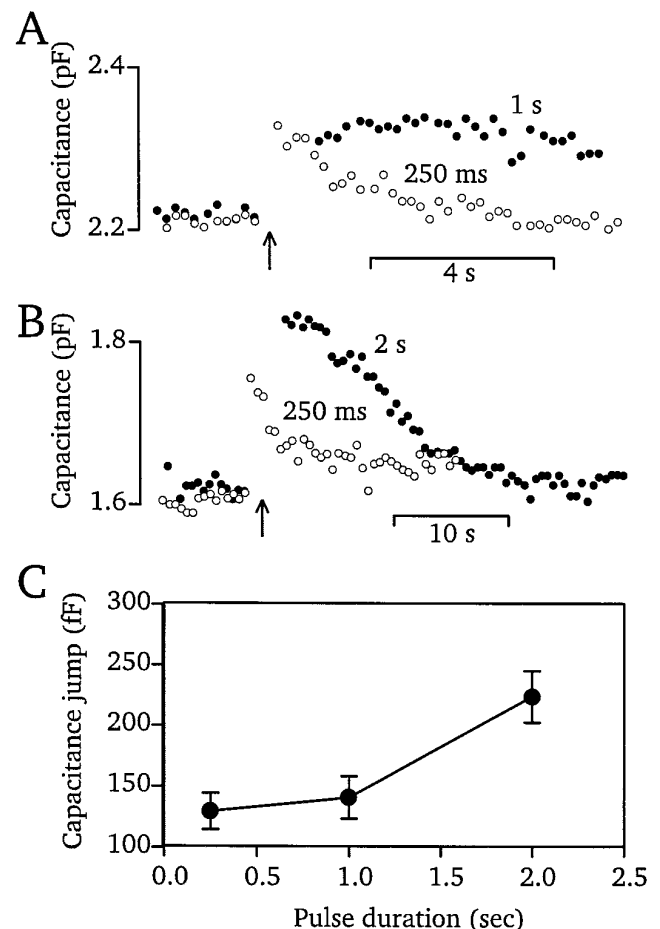 A
Capacitance (pF)
2.4
2.2
1 s
250 ms
4 s
B
Capacitance (pF)
1.8
1.6
2 s
250 ms
10 s
C
Capacitance jump (fF)
300
250
200
150
100
0.0 0.5 1.0 1.5 2.0 2.5
Pulse duration (sec)